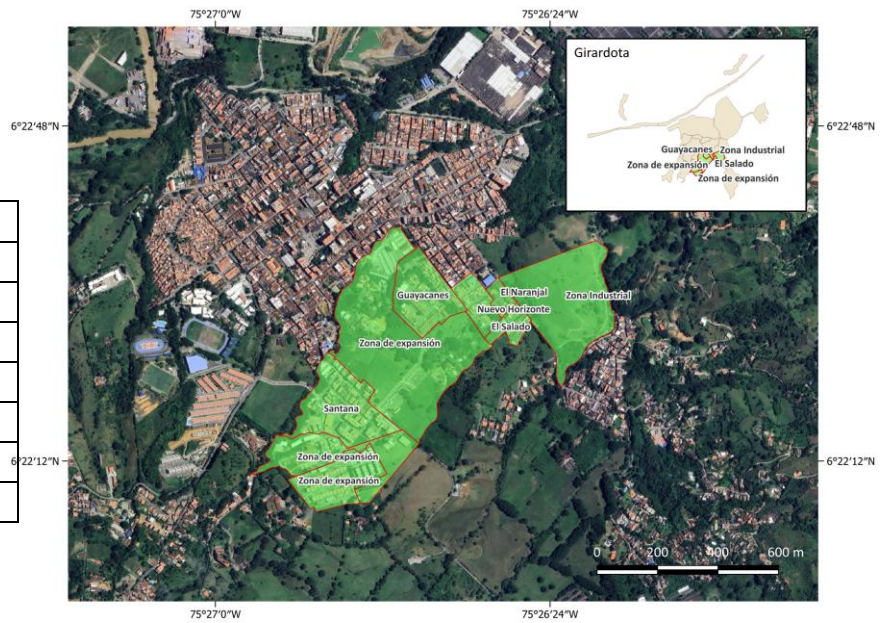 75°27'0"W
75°26'24"W
6°22'48"N
6°22'48"N
Girardota
Guayacanes
Zona Industrial
Zona de expansión
El Salado
Zona de expansión
Guayacanes
El Naranjal
Zona Industrial
Nuevo Horizonte
El Salado
Zona de expansión
Santana
Zona de expansión
Zona de expansión
6°22'12"N
6°22'12"N
0 200 400 600 m
75°27'0"W
75°26'24"W